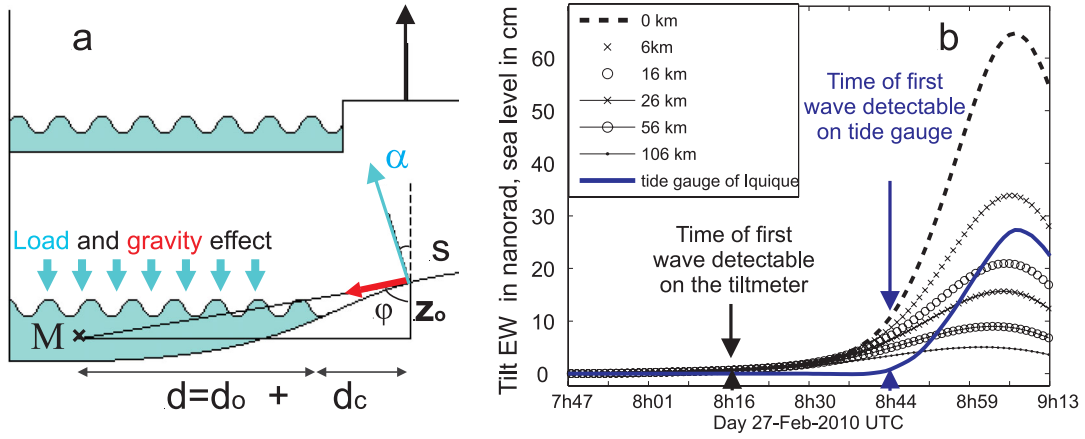 a
α
Load and gravity effect
S
M
φ
zₒ
d=dₒ + d꜀
b
Tilt EW in nanorad, sea level in cm
60
50
40
30
20
10
0
0 km
6km
16 km
26 km
56 km
106 km
tide gauge of Iquique
Time of first
wave detectable
on tide gauge
Time of first
wave detectable
on the tiltmeter
7h47 8h01 8h16 8h30 8h44 8h59 9h13
Day 27-Feb-2010 UTC